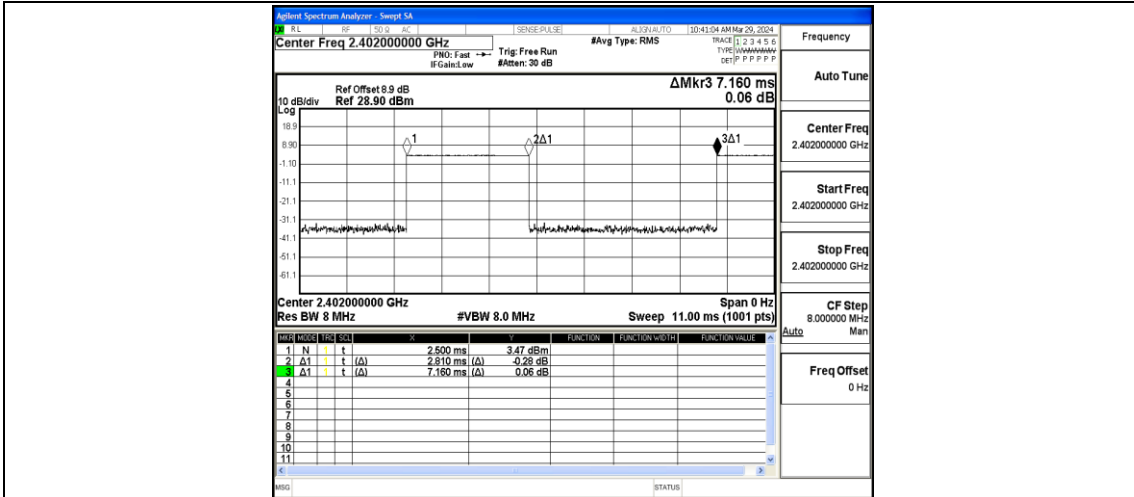 Agilent Spectrum Analyzer - Swept SA
RL RF 50 Ω AC SENSE:PULSE ALIGN AUTO 10:41:04 AM Mar 29, 2024
Center Freq 2.402000000 GHz
PNO: Fast
IFGain:Low
Trig: Free Run
#Atten: 30 dB
#Avg Type: RMS
TRACE 1 2 3 4 5 6
TYPE WWWWWW
DET P P P P P P
Frequency
ΔMkr3 7.160 ms
0.06 dB
Ref Offset 8.9 dB
10 dB/div Ref 28.90 dBm
Log
18.9
8.90
-1.10
-11.1
-21.1
-31.1
-41.1
-51.1
-61.1
1 2Δ1 3Δ1
Center 2.402000000 GHz Span 0 Hz
Res BW 8 MHz #VBW 8.0 MHz Sweep 11.00 ms (1001 pts)
MKR MODE TRC SCL X Y FUNCTION FUNCTION WIDTH FUNCTION VALUE
1 N 1 t 2.500 ms 3.47 dBm
2 Δ1 1 t (Δ) 2.810 ms (Δ) -0.28 dB
3 Δ1 1 t (Δ) 7.160 ms (Δ) 0.06 dB
4
5
6
7
8
9
10
11
MSG STATUS
Auto Tune
Center Freq
2.402000000 GHz
Start Freq
2.402000000 GHz
Stop Freq
2.402000000 GHz
CF Step
8.000000 MHz
Auto Man
Freq Offset
0 Hz